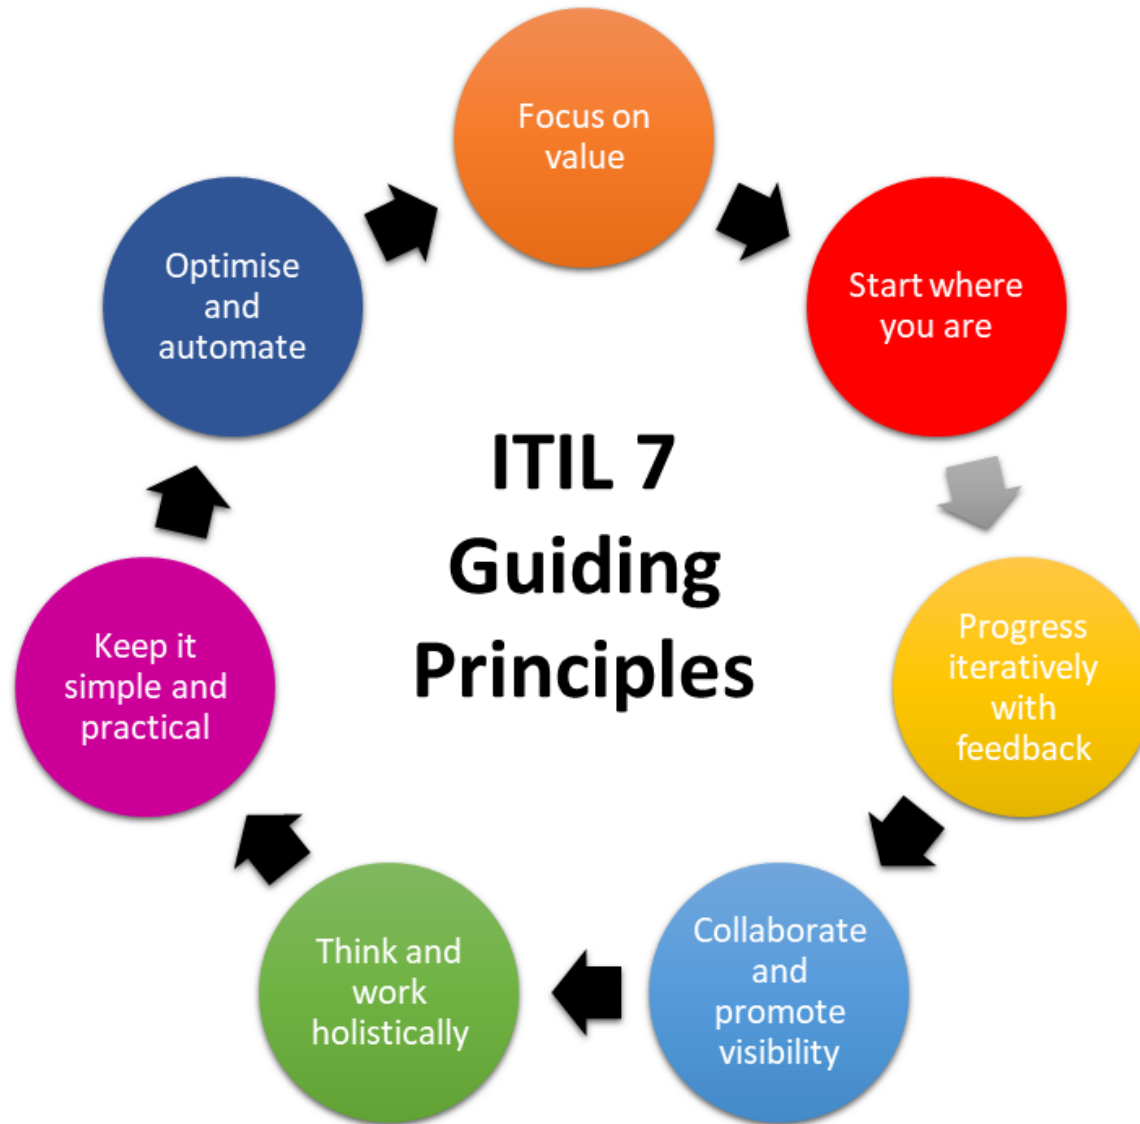 Focus on
value
Start where
you are
Progress
iteratively
with
feedback
Collaborate
and
promote
visibility
Think and
work
holistically
Keep it
simple and
practical
Optimise
and
automate
ITIL 7
Guiding
Principles